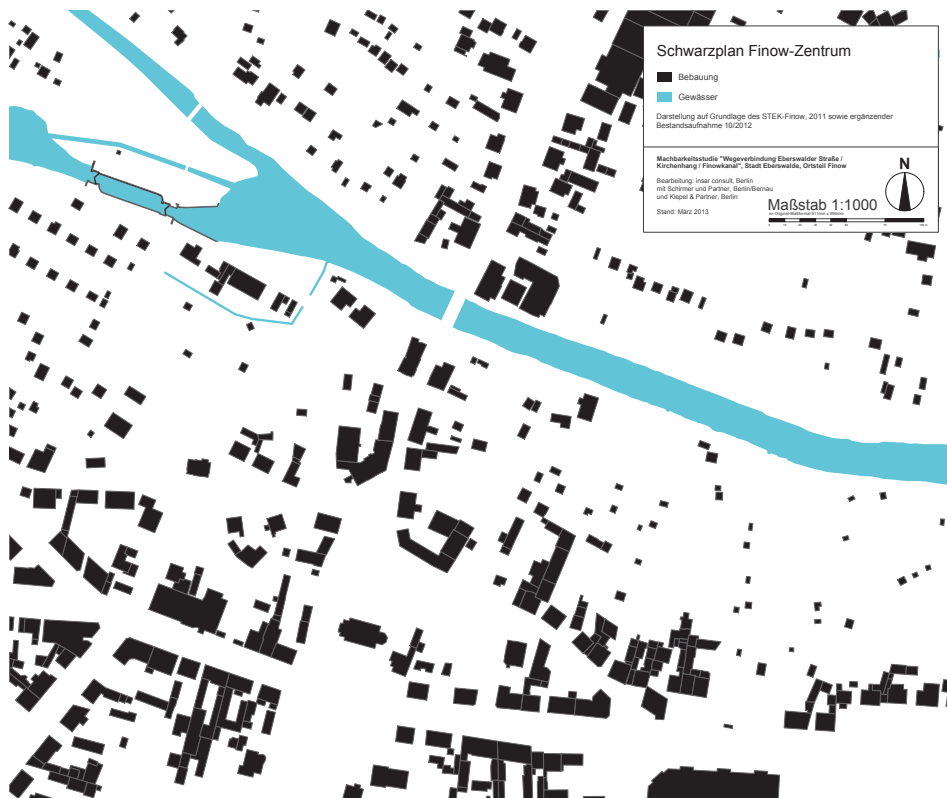 Schwarzplan Finow-Zentrum
Bebauung
Gewässer
Darstellung auf Grundlage des STEK-Finow, 2011 sowie ergänzender
Bestandsaufnahme 10/2012
Machbarkeitsstudie "Wegeverbindung Eberswalder Straße /
Kirchenhang / Finowkanal", Stadt Eberswalde, Ortsteil Finow
Bearbeitung: insar consult, Berlin
mit Schirmer und Partner, Berlin/Bernau
und Klepel & Partner, Berlin
Stand: März 2013
N
Maßstab 1:1000